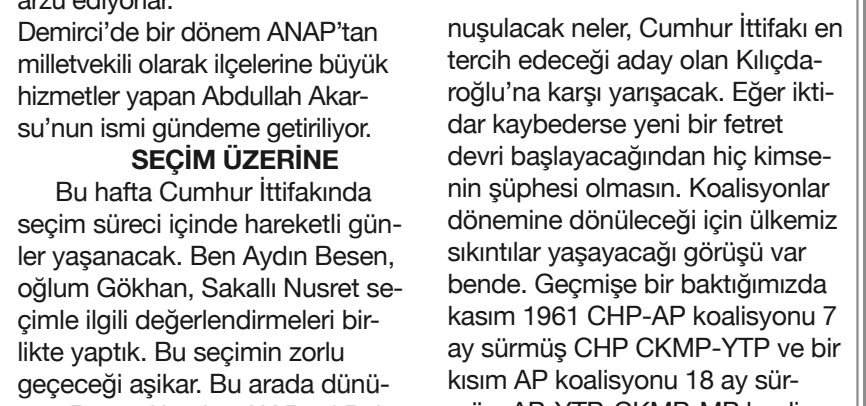 arzu ediyorlar.
Demirci’de bir dönem ANAP’tan
milletvekili olarak ilçelerine büyük
hizmetler yapan Abdullah Akar-
su’nun ismi gündeme getiriliyor.
SEÇİM ÜZERİNE
Bu hafta Cumhur İttifakında
seçim süreci içinde hareketli gün-
ler yaşanacak. Ben Aydın Besen,
oğlum Gökhan, Sakallı Nusret se-
çimle ilgili değerlendirmeleri bir-
likte yaptık. Bu seçimin zorlu
geçeceği aşikar. Bu arada dünü-
nuşulacak neler, Cumhur İttifakı en
tercih edeceği aday olan Kılıçda-
roğlu’na karşı yarışacak. Eğer ikti-
dar kaybederse yeni bir fetret
devri başlayacağından hiç kimse-
nin şüphesi olmasın. Koalisyonlar
dönemine dönüleceği için ülkemiz
sıkıntılar yaşayacağı görüşü var
bende. Geçmişe bir baktığımızda
kasım 1961 CHP-AP koalisyonu 7
ay sürmüş CHP CKMP-YTP ve bir
kısım AP koalisyonu 18 ay sür-